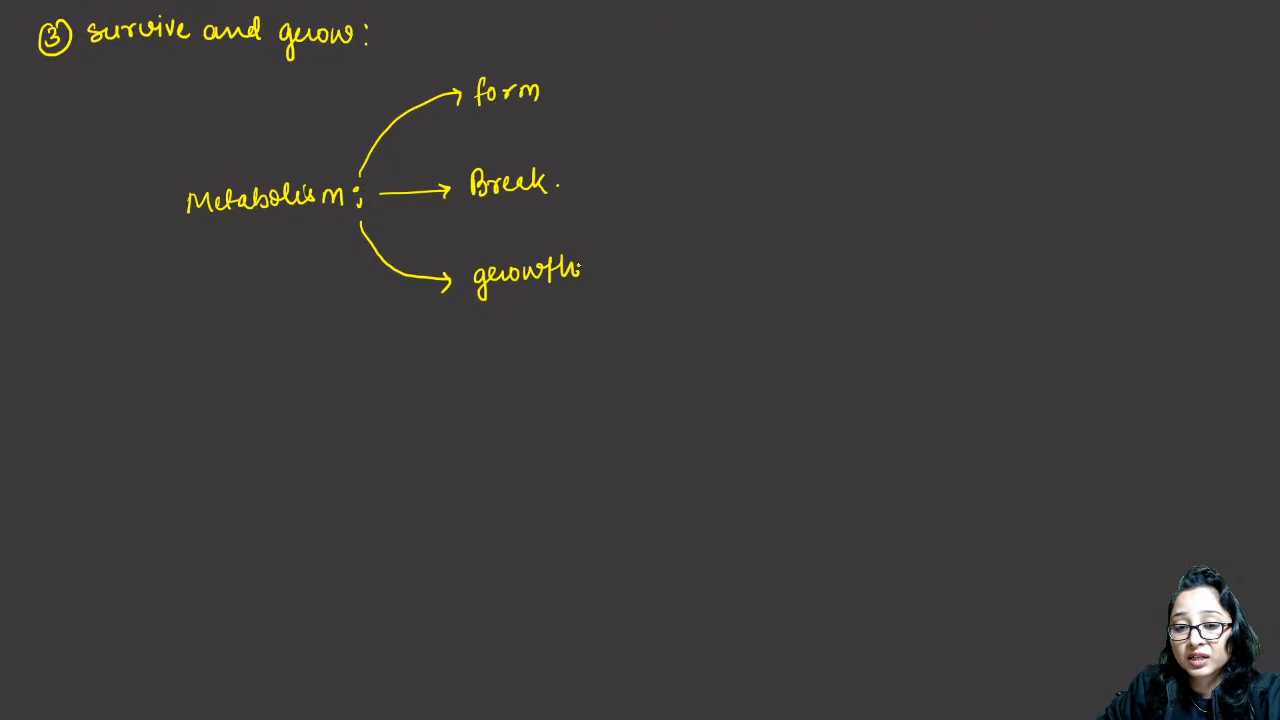 ③ survive and grow:
form
Metabolism:
Break.
growth